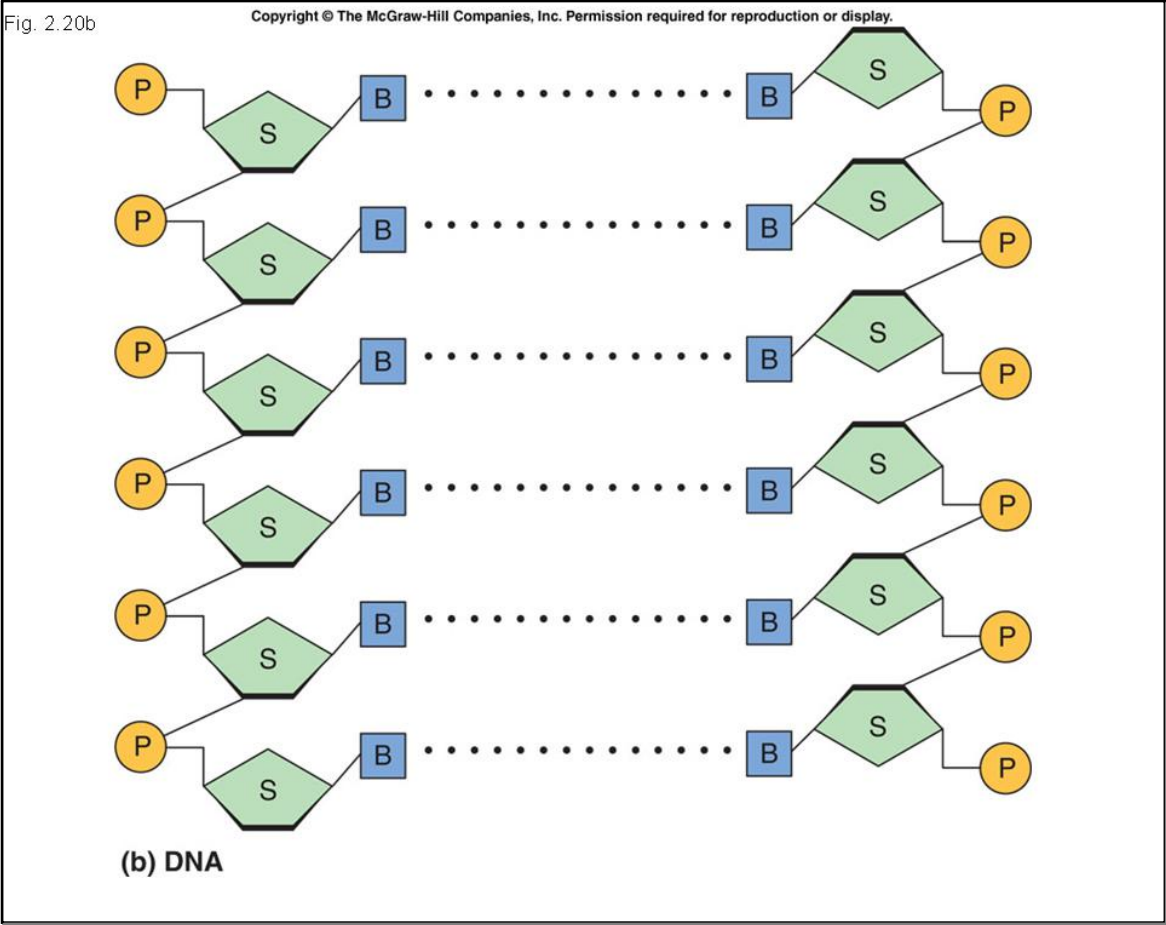 Copyright © The McGraw-Hill Companies, Inc. Permission required for reproduction or display.
Fig. 2.20b
P S B B S P
P S B B S P
P S B B S P
P S B B S P
P S B B S P
P S B B S P
(b) DNA